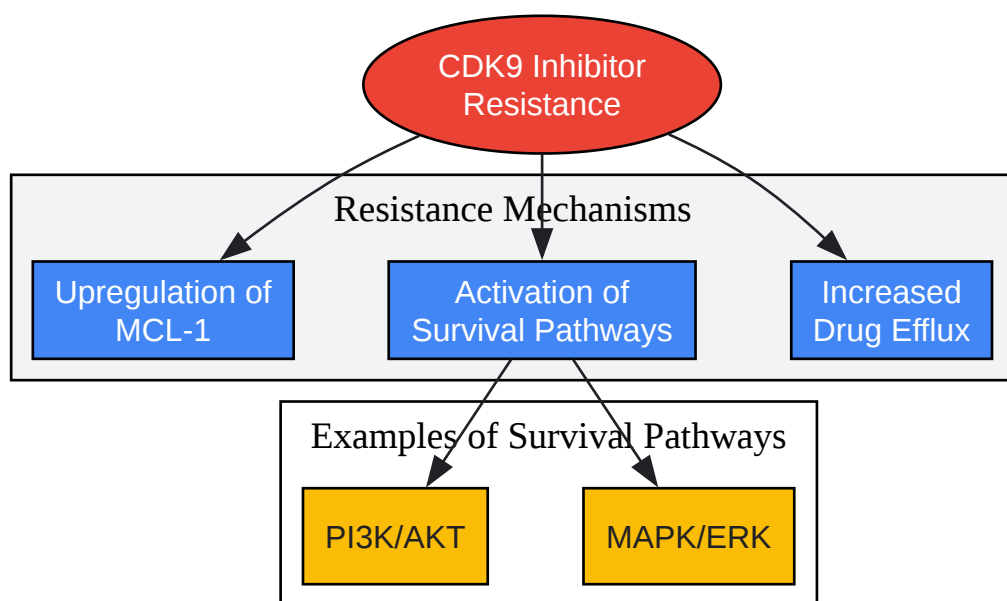 CDK9 Inhibitor
Resistance
Resistance Mechanisms
Upregulation of
MCL-1
Activation of
Survival Pathways
Increased
Drug Efflux
Examples of Survival Pathways
PI3K/AKT
MAPK/ERK